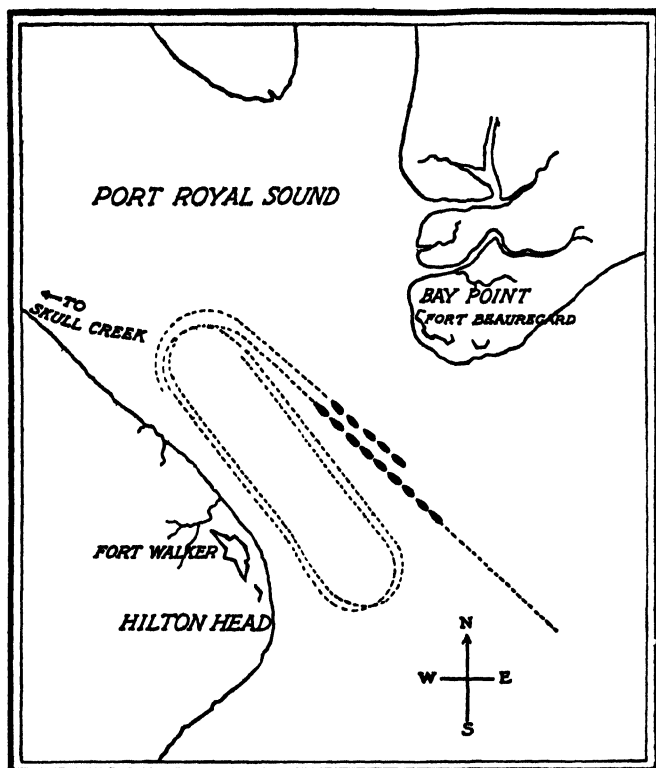 PORT ROYAL SOUND
TO
SKULL CREEK
BAY POINT
FORT BEAUREGARD
FORT WALKER
HILTON HEAD
N
W E
S